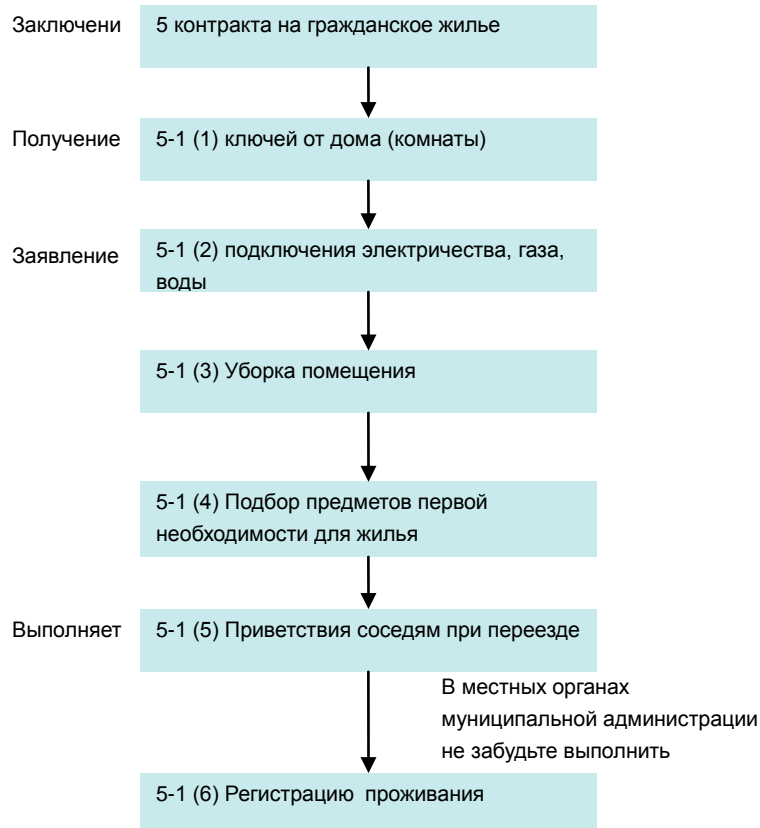 Заключени
5 контракта на гражданское жилье
Получение
5-1 (1) ключей от дома (комнаты)
Заявление
5-1 (2) подключения электричества, газа,
воды
5-1 (3) Уборка помещения
5-1 (4) Подбор предметов первой
необходимости для жилья
Выполняет
5-1 (5) Приветствия соседям при переезде
В местных органах
муниципальной администрации
не забудьте выполнить
5-1 (6) Регистрацию проживания